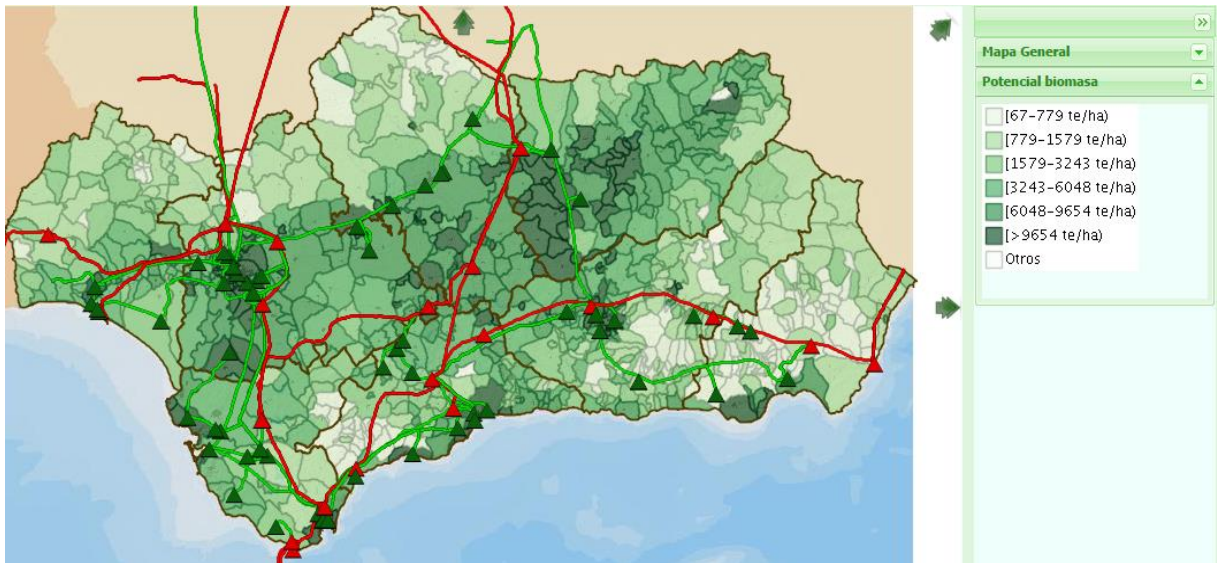 Mapa General
Potencial biomasa
[67-779 te/ha)
[779-1579 te/ha)
[1579-3243 te/ha)
[3243-6048 te/ha)
[6048-9654 te/ha)
[>9654 te/ha)
Otros